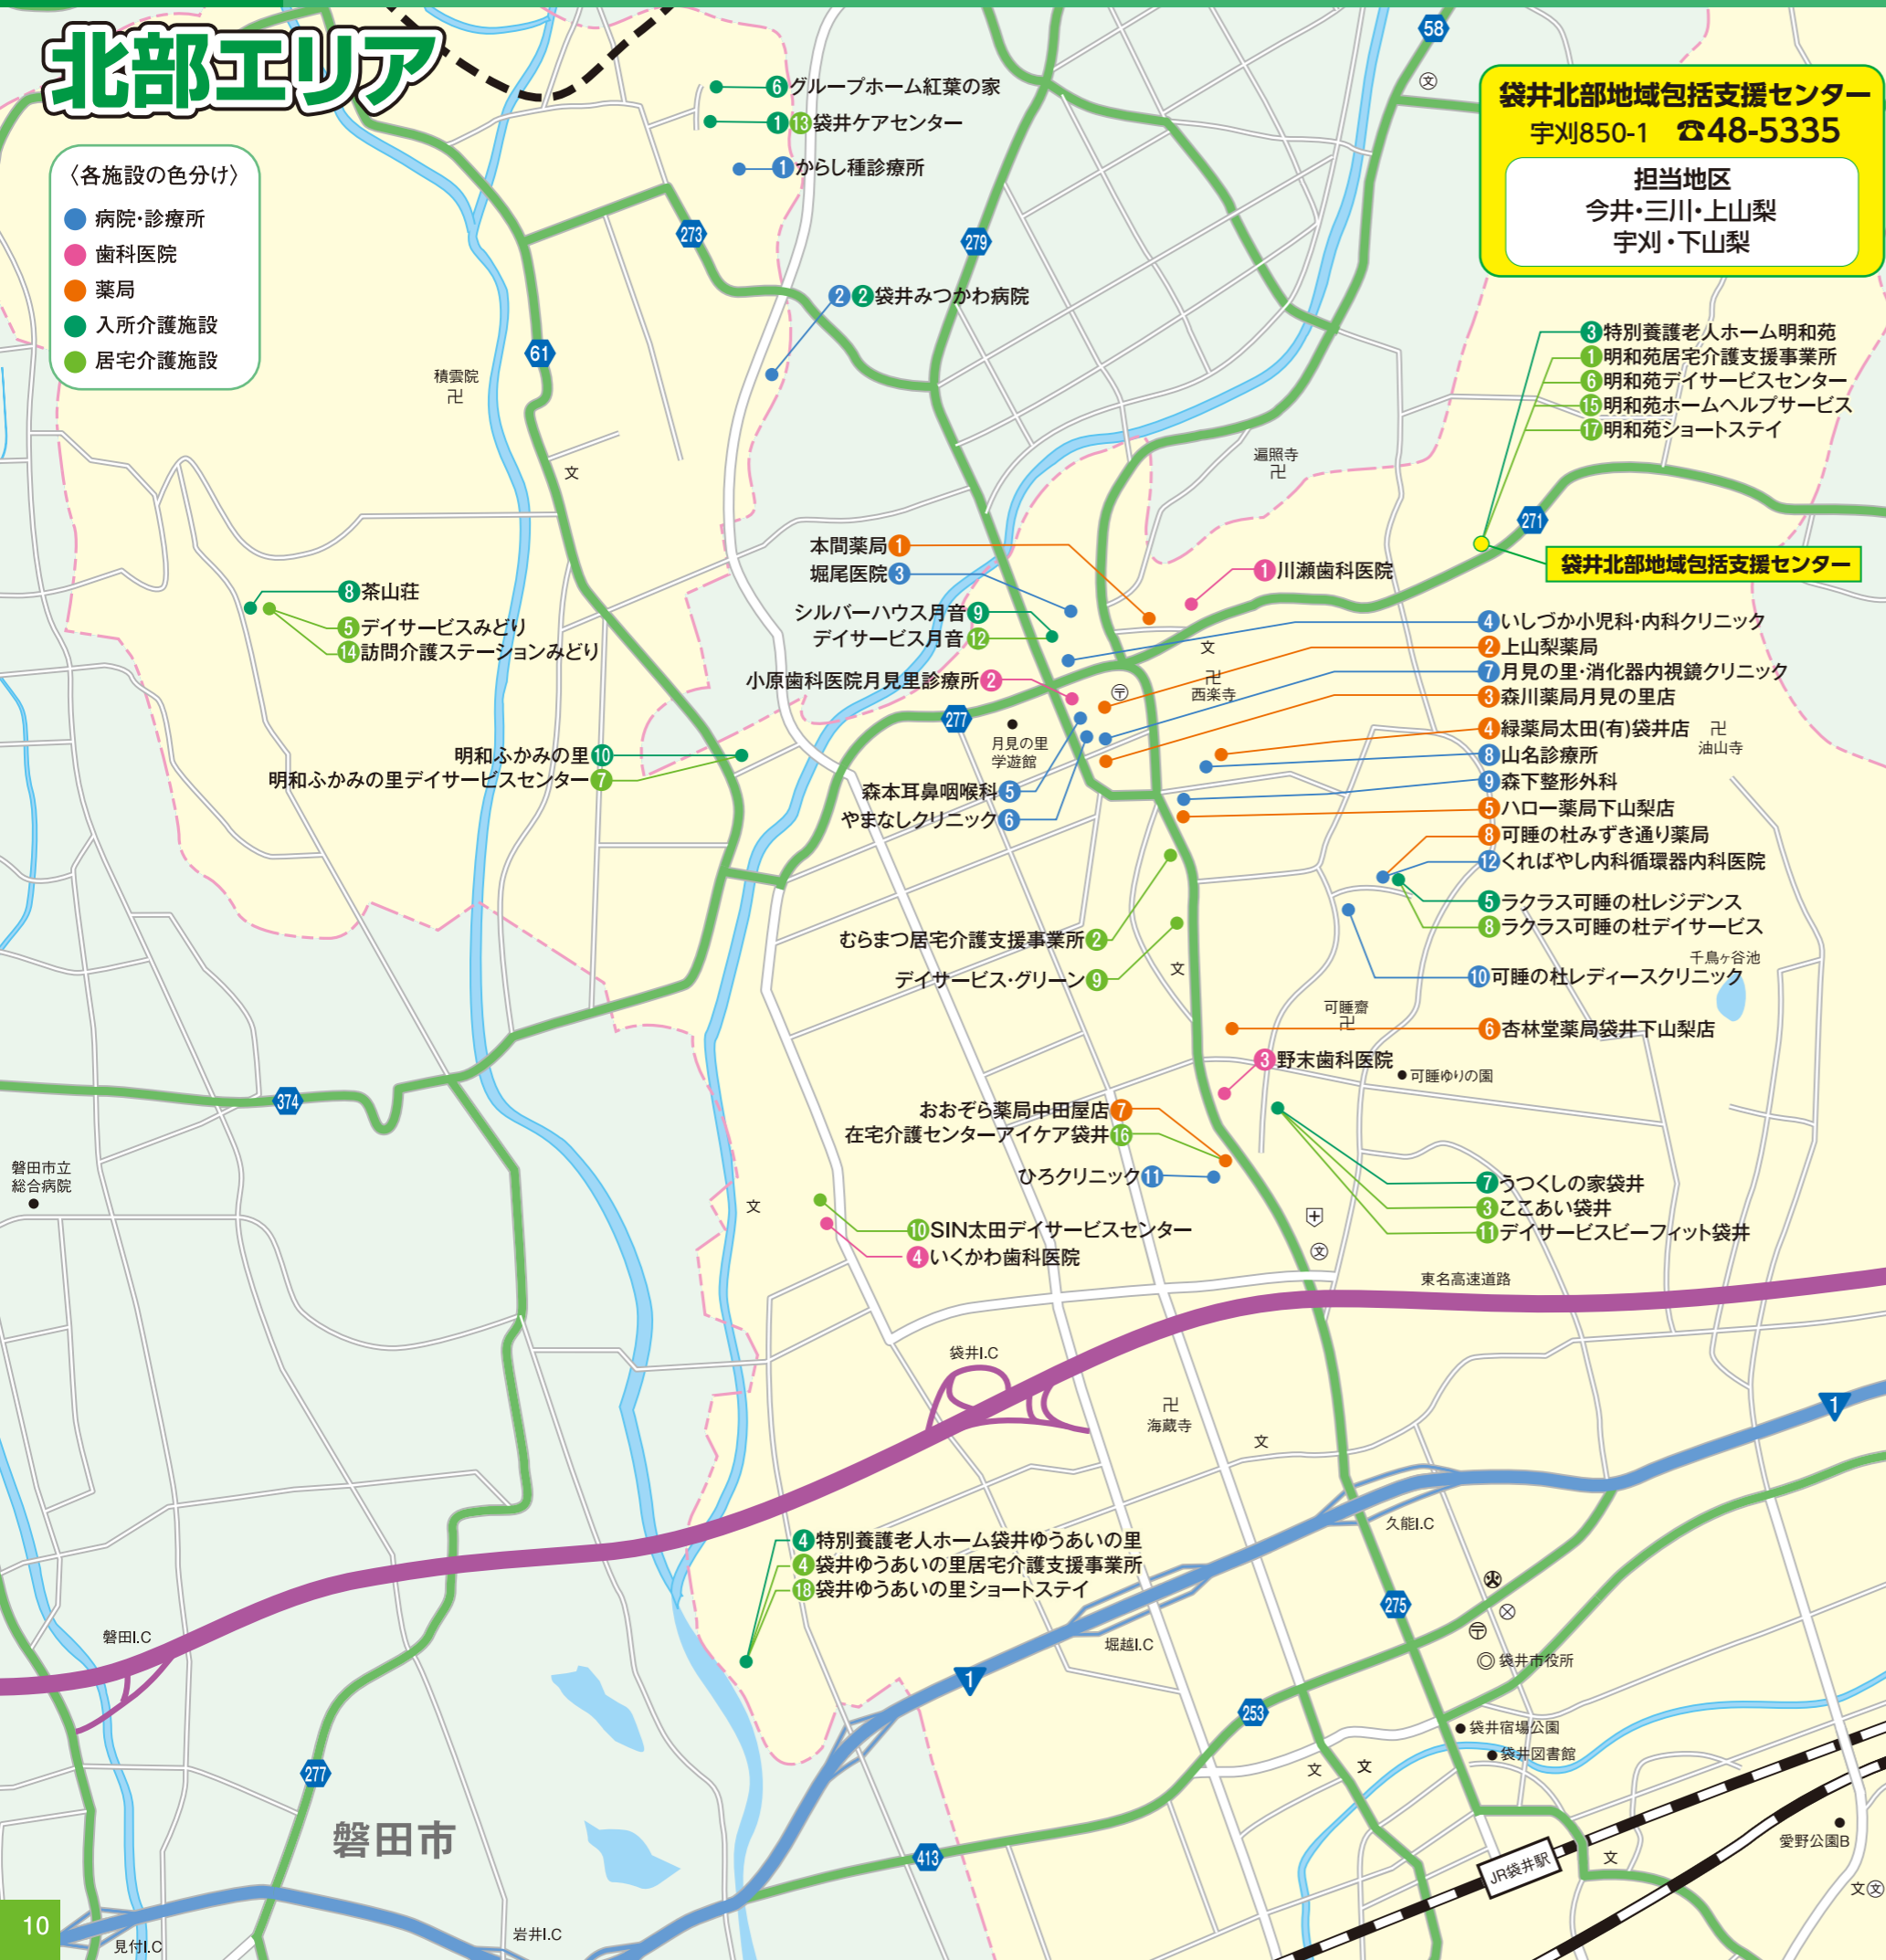 北部エリア
〈各施設の色分け〉
病院・診療所
歯科医院
薬局
入所介護施設
居宅介護施設
袋井北部地域包括支援センター
宇刈850-1 ☎48-5335
担当地区
今井・三川・上山梨
宇刈・下山梨
58
文
6グループホーム紅葉の家
1 13袋井ケアセンター
1からし種診療所
273
279
2 2袋井みつかわ病院
61
積雲院
卍
文
3特別養護老人ホーム明和苑
1明和苑居宅介護支援事業所
6明和苑デイサービスセンター
15明和苑ホームヘルプサービス
17明和苑ショートステイ
遍照寺
卍
271
袋井北部地域包括支援センター
本間薬局1
堀尾医院3
1川瀬歯科医院
シルバーハウス月音9
デイサービス月音12
8茶山荘
5デイサービスみどり
14訪問介護ステーションみどり
4いしづか小児科・内科クリニック
2上山梨薬局
7月見の里・消化器内視鏡クリニック
3森川薬局月見の里店
4緑薬局太田(有)袋井店
8山名診療所
9森下整形外科
5ハロー薬局下山梨店
8可睡の杜みずき通り薬局
12くればやし内科循環器内科医院
5ラクラス可睡の杜レジデンス
8ラクラス可睡の杜デイサービス
10可睡の杜レディースクリニック
文
卍
西楽寺
〒
小原歯科医院月見里診療所2
277
月見の里
学遊館
卍
油山寺
明和ふかみの里10
明和ふかみの里デイサービスセンター7
森本耳鼻咽喉科5
やまなしクリニック6
むらまつ居宅介護支援事業所2
デイサービス・グリーン9
文
千鳥ヶ谷池
可睡齋
卍
6杏林堂薬局袋井下山梨店
3野末歯科医院
可睡ゆりの園
374
おおぞら薬局中田屋店7
在宅介護センターアイケア袋井16
ひろクリニック11
磐田市立
総合病院
文
7うつくしの家袋井
3ここあい袋井
11デイサービスビーフィット袋井
10SIN太田デイサービスセンター
4いくかわ歯科医院
文
東名高速道路
袋井I.C
卍
海蔵寺
文
1
久能I.C
4特別養護老人ホーム袋井ゆうあいの里
4袋井ゆうあいの里居宅介護支援事業所
18袋井ゆうあいの里ショートステイ
275
〒
堀越I.C
袋井市役所
磐田I.C
1
253
袋井宿場公園
袋井図書館
文
文
277
磐田市
413
愛野公園B
JR袋井駅
文
文文
10
見付I.C
岩井I.C